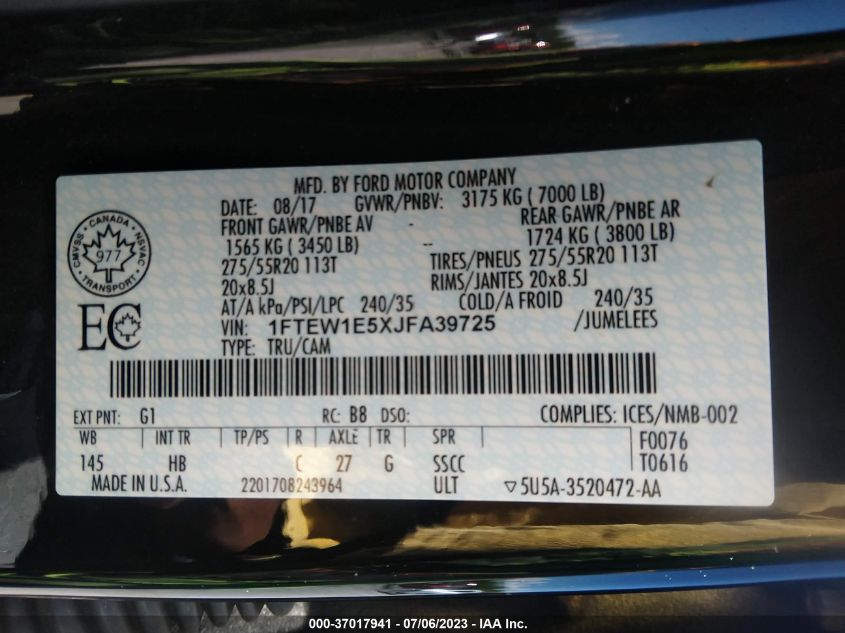 MFD. BY FORD MOTOR COMPANY
DATE: 08/17 GVWR/PNBV: 3175 KG ( 7000 LB)
FRONT GAWR/PNBE AV - REAR GAWR/PNBE AR
1565 KG ( 3450 LB) -- 1724 KG ( 3800 LB)
275/55R20 113T TIRES/PNEUS 275/55R20 113T
20x8.5J RIMS/JANTES 20x8.5J
AT/A kPa/PSI/LPC 240/35 COLD/A FROID 240/35
VIN: 1FTEW1E5XJFA39725 /JUMELEES
TYPE: TRU/CAM
CMVSS - CANADA - NSVAC
977
TRANSPORT
EC
EXT PNT: G1 RC: B8 DSO: COMPLIES: ICES/NMB-002
WB INT TR TP/PS R AXLE TR SPR F0076
145 HB C 27 G SSCC T0616
MADE IN U.S.A. 2201708243964 ULT ▽5U5A-3520472-AA
000-37017941 - 07/06/2023 - IAA Inc.